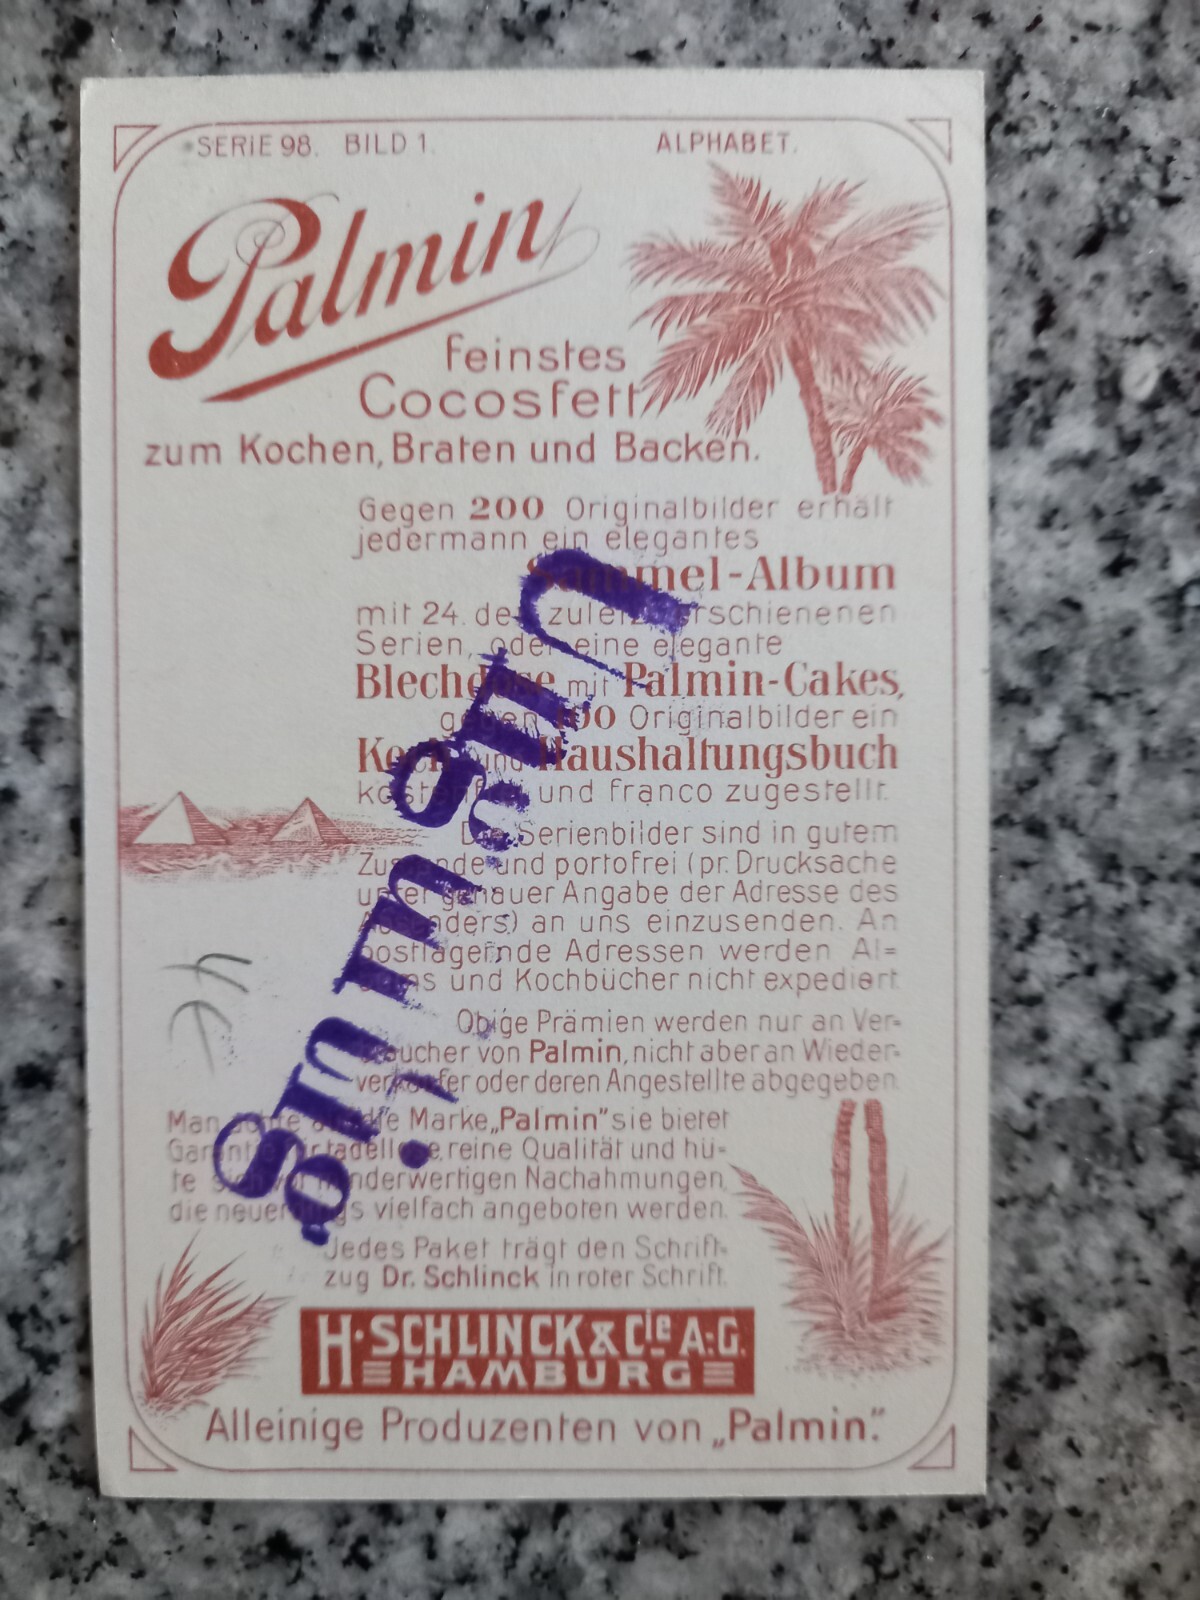 SERIE 98. BILD 1. ALPHABET.
Palmin
feinstes
Cocosfett
zum Kochen, Braten und Backen.
Gegen 200 Originalbilder erhält
jedermann ein elegantes
Sammel-Album
mit 24 der zuletzt erschienenen
Serien, oder eine elegante
Blechdose mit Palmin-Cakes,
gegen 100 Originalbilder ein
Koch und Haushaltungsbuch
kostenfrei und franco zugestellt.
Die Serienbilder sind in gutem
Zustande und portofrei (pr. Drucksache
unter genauer Angabe der Adresse des
Absenders) an uns einzusenden. An
postlagernde Adressen werden Al=
bums und Kochbücher nicht expediert.
Obige Prämien werden nur an Ver=
braucher von Palmin, nicht aber an Wieder=
verkäufer oder deren Angestellte abgegeben.
Man achte auf die Marke „Palmin" sie bietet
Garantie für tadellose, reine Qualität und hü=
te sich vor minderwertigen Nachahmungen,
die neuerdings vielfach angeboten werden.
Jedes Paket trägt den Schrift=
zug Dr. Schlinck in roter Schrift.
H. SCHLINCK & Cie A.-G.
HAMBURG
Alleinige Produzenten von „Palmin".